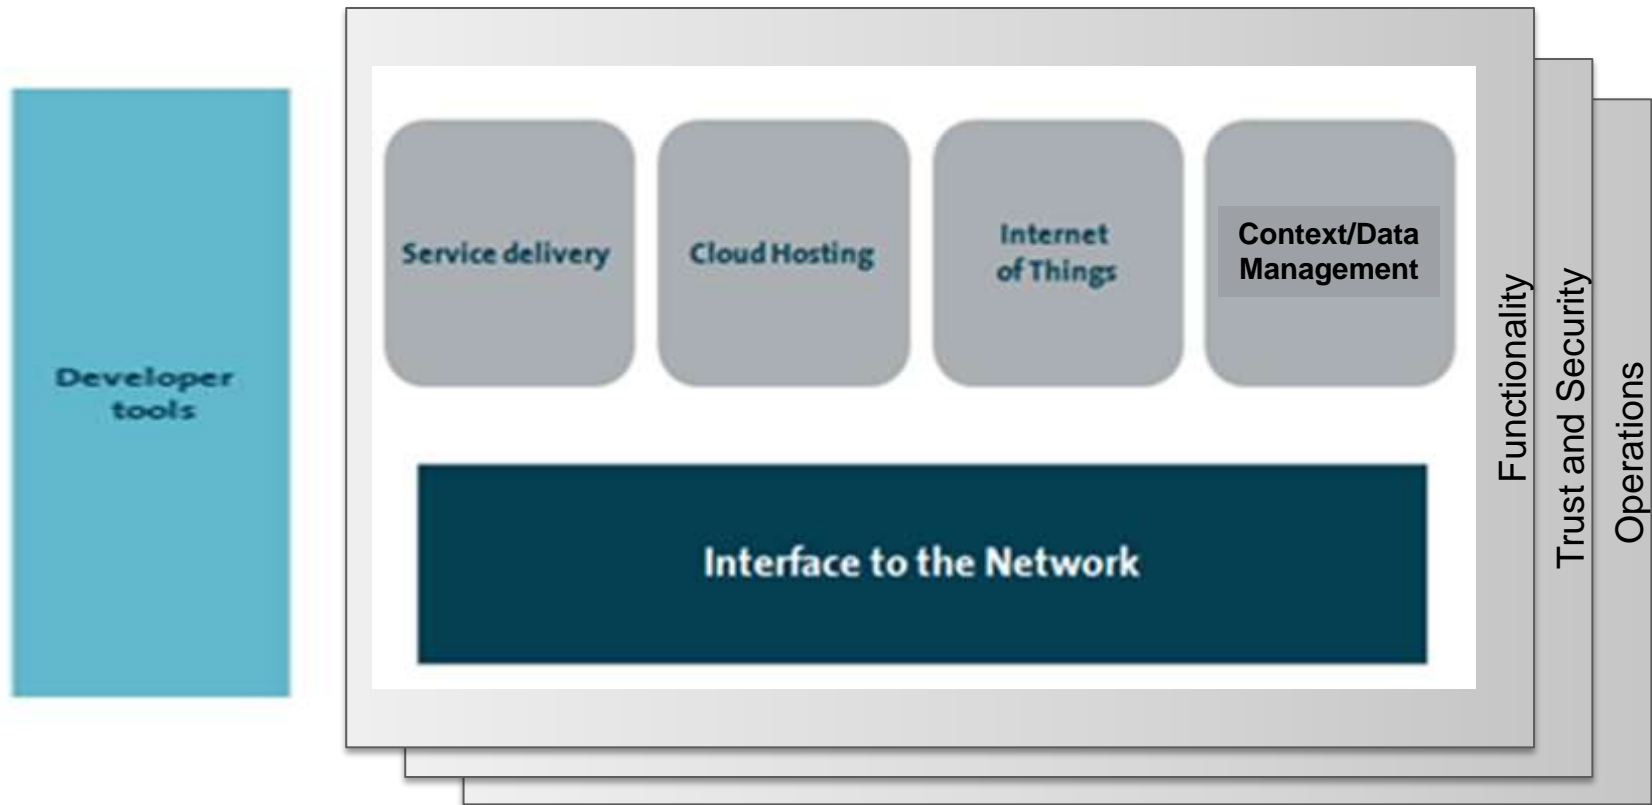 Developer
tools
Service delivery
Cloud Hosting
Internet
of Things
Context/Data
Management
Interface to the Network
Functionality
Trust and Security
Operations